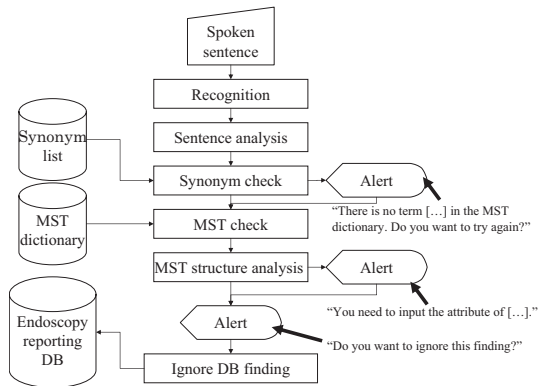 Spoken
sentence
Recognition
Sentence analysis
Synonym
list
Synonym check
Alert
“There is no term [...] in the MST
dictionary. Do you want to try again?”
MST
dictionary
MST check
MST structure analysis
Alert
“You need to input the attribute of [...].”
Endoscopy
reporting
DB
Alert
“Do you want to ignore this finding?”
Ignore DB finding